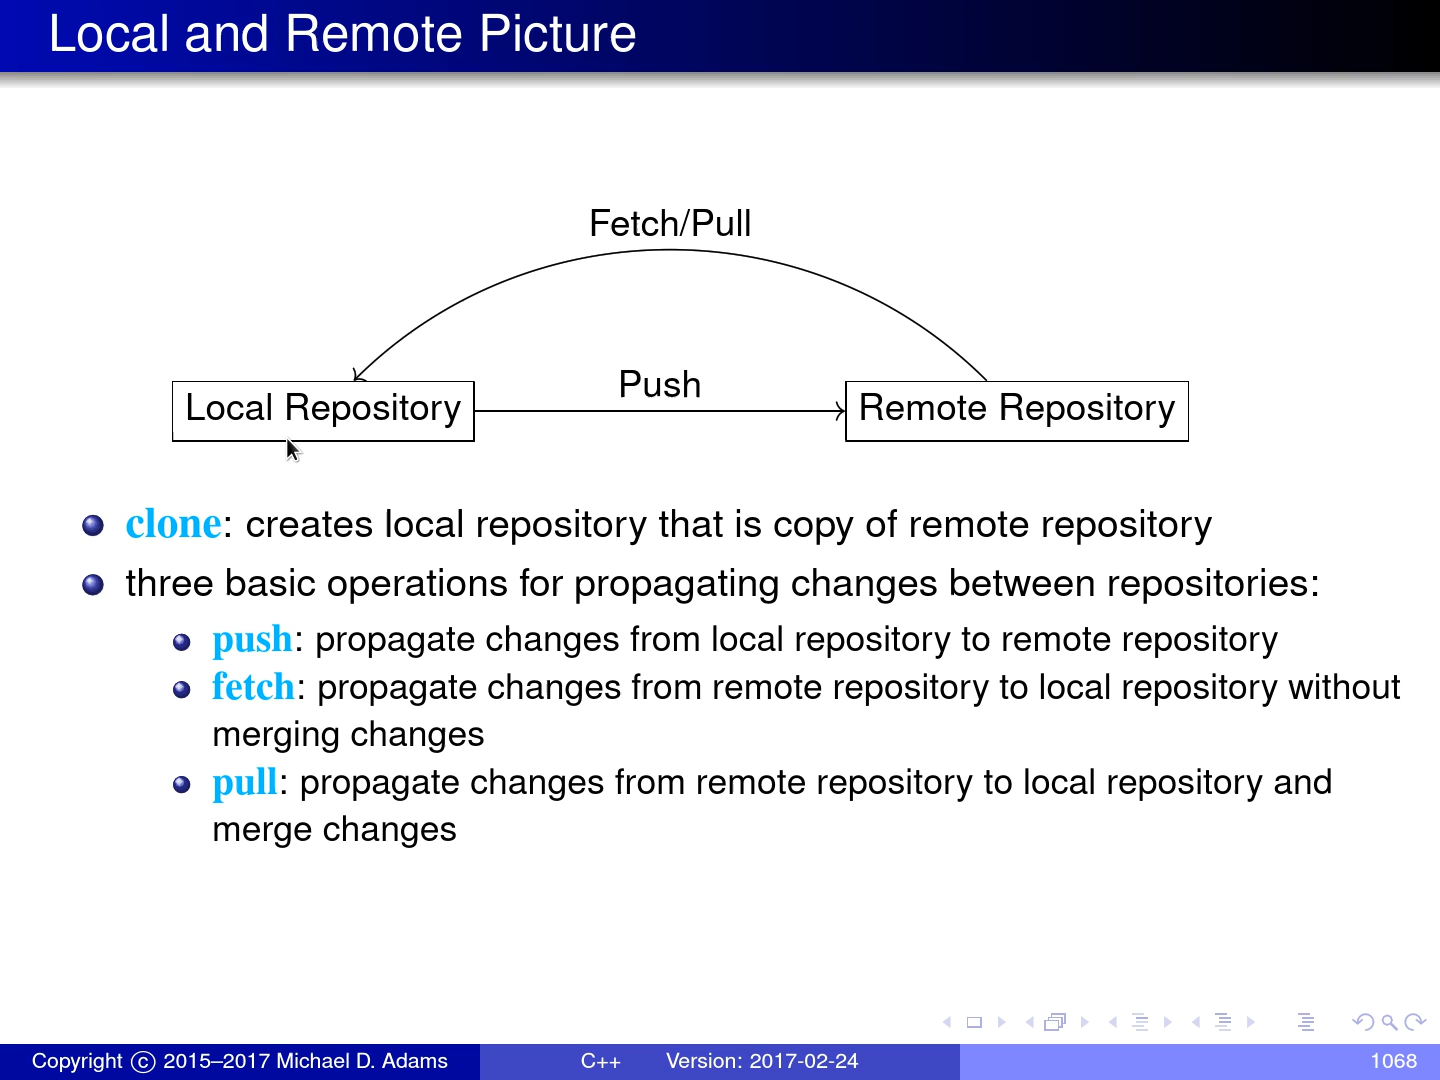 Local and Remote Picture
Fetch/Pull
Push
Local Repository
Remote Repository
clone: creates local repository that is copy of remote repository
three basic operations for propagating changes between repositories:
push: propagate changes from local repository to remote repository
fetch: propagate changes from remote repository to local repository without
merging changes
pull: propagate changes from remote repository to local repository and
merge changes
Copyright © 2015–2017 Michael D. Adams
C++
Version: 2017-02-24
1068